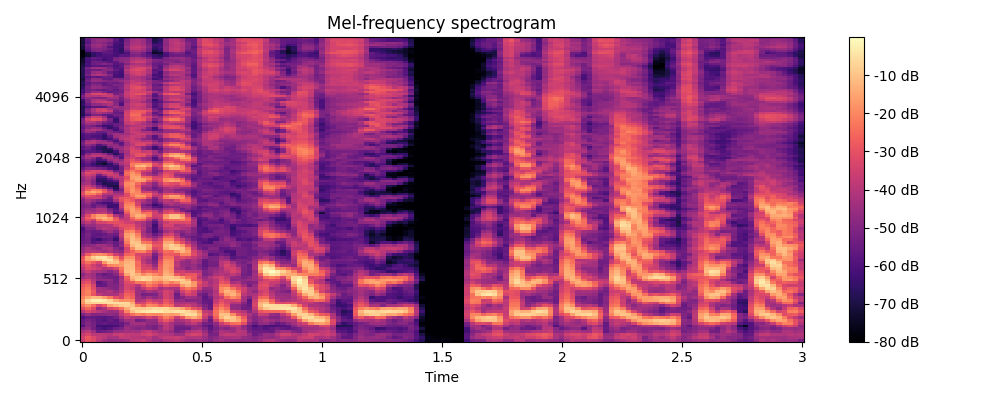 Mel-frequency spectrogram
Hz
4096
2048
1024
512
0
0
0.5
1
1.5
2
2.5
3
Time
-10 dB
-20 dB
-30 dB
-40 dB
-50 dB
-60 dB
-70 dB
-80 dB